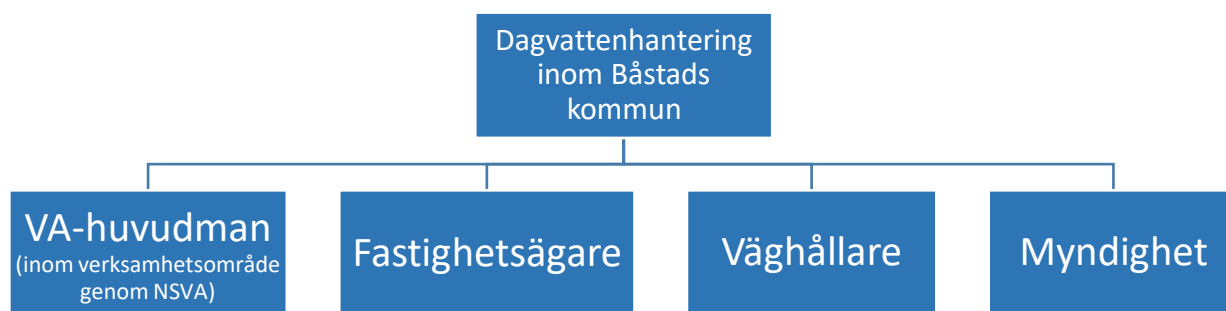 Dagvattenhantering
inom Båstads
kommun
VA-huvudman
(inom verksamhetsområde
genom NSVA)
Fastighetsägare
Väghållare
Myndighet